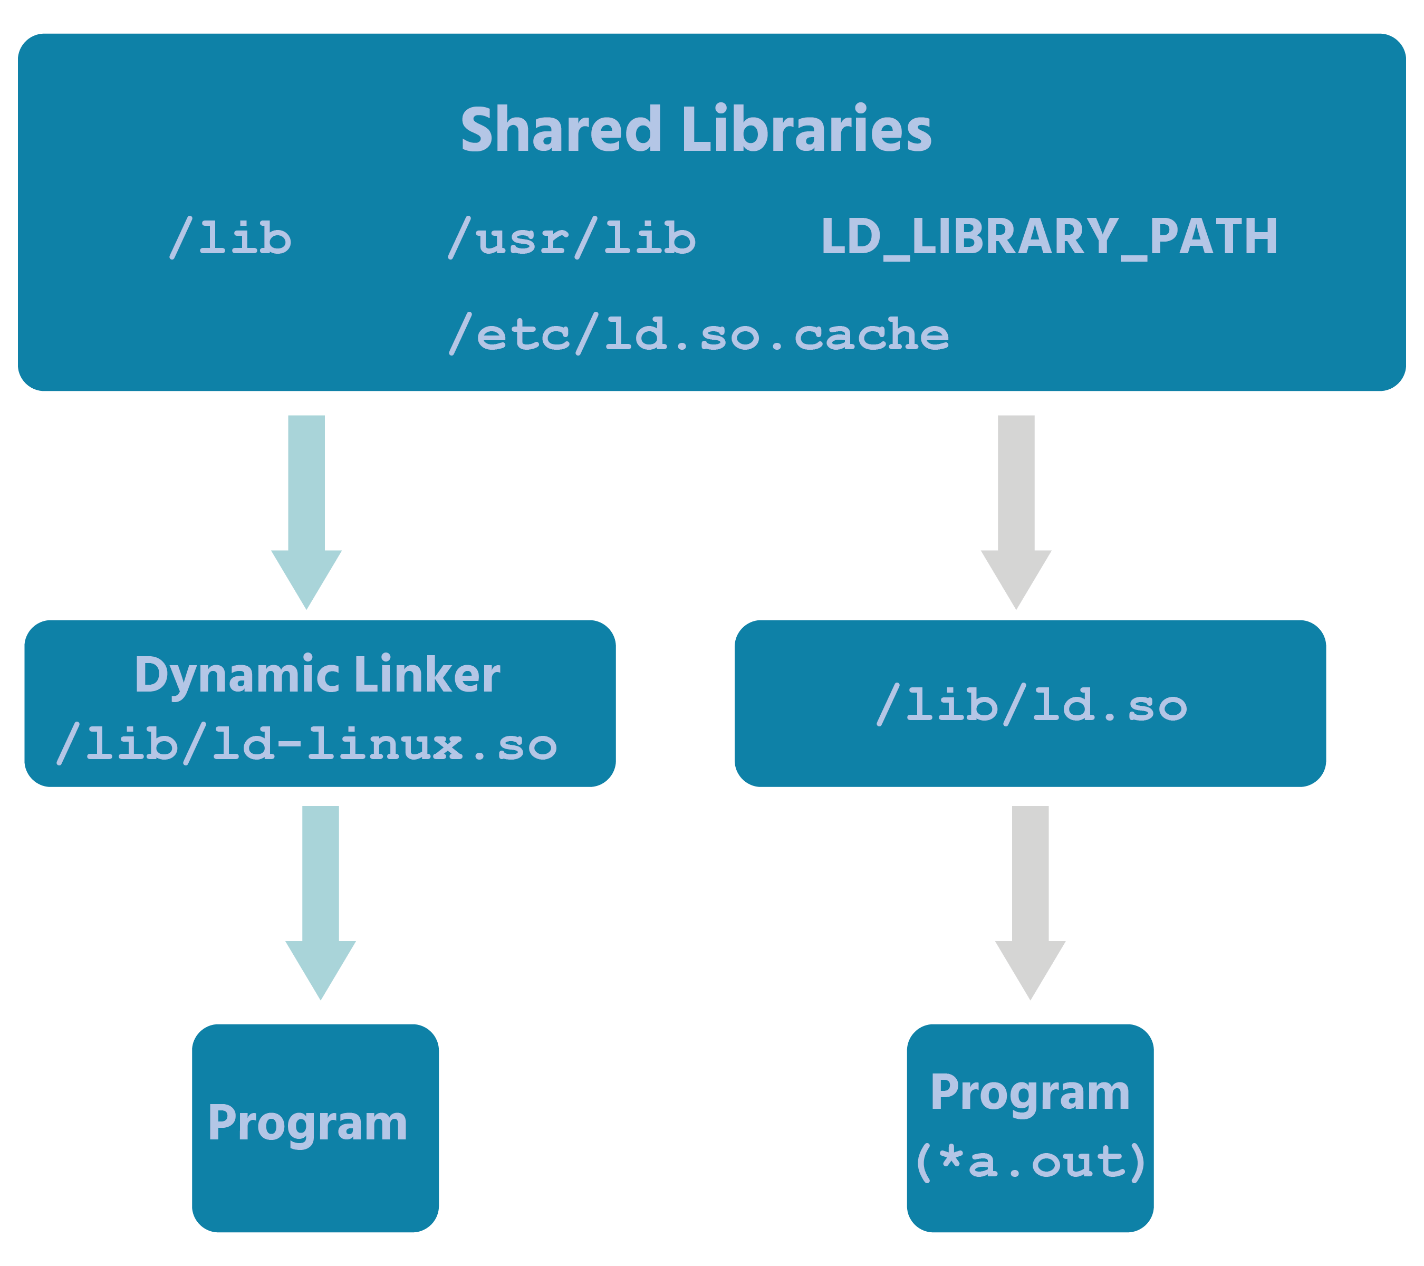 Shared Libraries
/lib /usr/lib LD_LIBRARY_PATH
/etc/ld.so.cache
Dynamic Linker
/lib/ld-linux.so
/lib/ld.so
Program
Program
(*a.out)